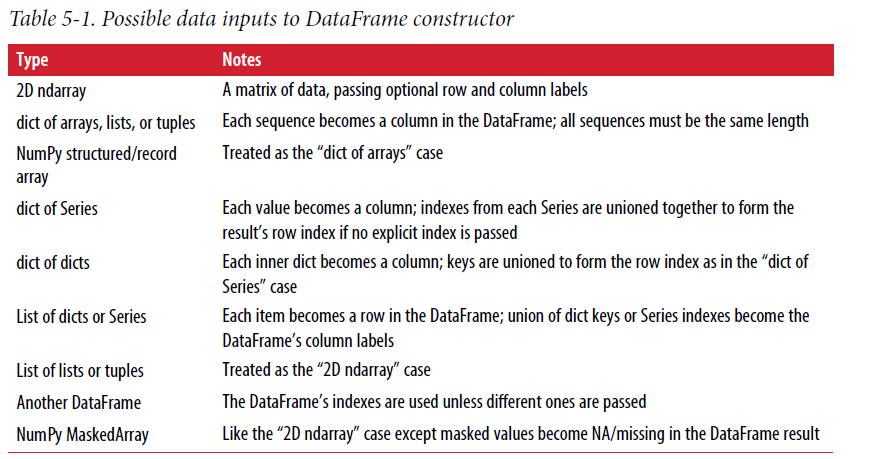 Table 5-1. Possible data inputs to DataFrame constructor
Type Notes
2D ndarray A matrix of data, passing optional row and column labels
dict of arrays, lists, or tuples Each sequence becomes a column in the DataFrame; all sequences must be the same length
NumPy structured/record Treated as the “dict of arrays” case
array
dict of Series Each value becomes a column; indexes from each Series are unioned together to form the
result’s row index if no explicit index is passed
dict of dicts Each inner dict becomes a column; keys are unioned to form the row index as in the “dict of
Series” case
List of dicts or Series Each item becomes a row in the DataFrame; union of dict keys or Series indexes become the
DataFrame’s column labels
List of lists or tuples Treated as the “2D ndarray” case
Another DataFrame The DataFrame’s indexes are used unless different ones are passed
NumPy MaskedArray Like the “2D ndarray” case except masked values become NA/missing in the DataFrame result